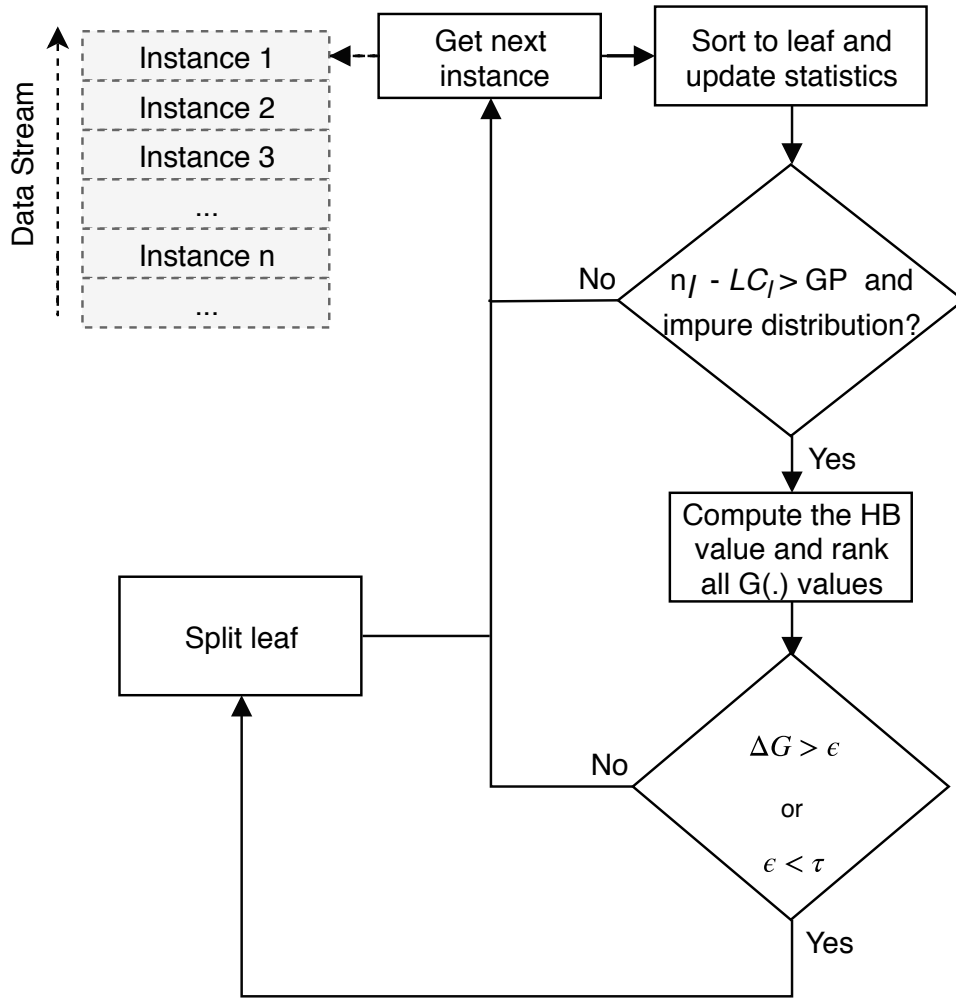 Data Stream
Instance 1
Instance 2
Instance 3
...
Instance n
...
Get next
instance
Sort to leaf and
update statistics
n_l - LC_l > GP and
impure distribution?
No
Yes
Compute the HB
value and rank
all G(.) values
Split leaf
ΔG > ϵ
or
ϵ < τ
No
Yes